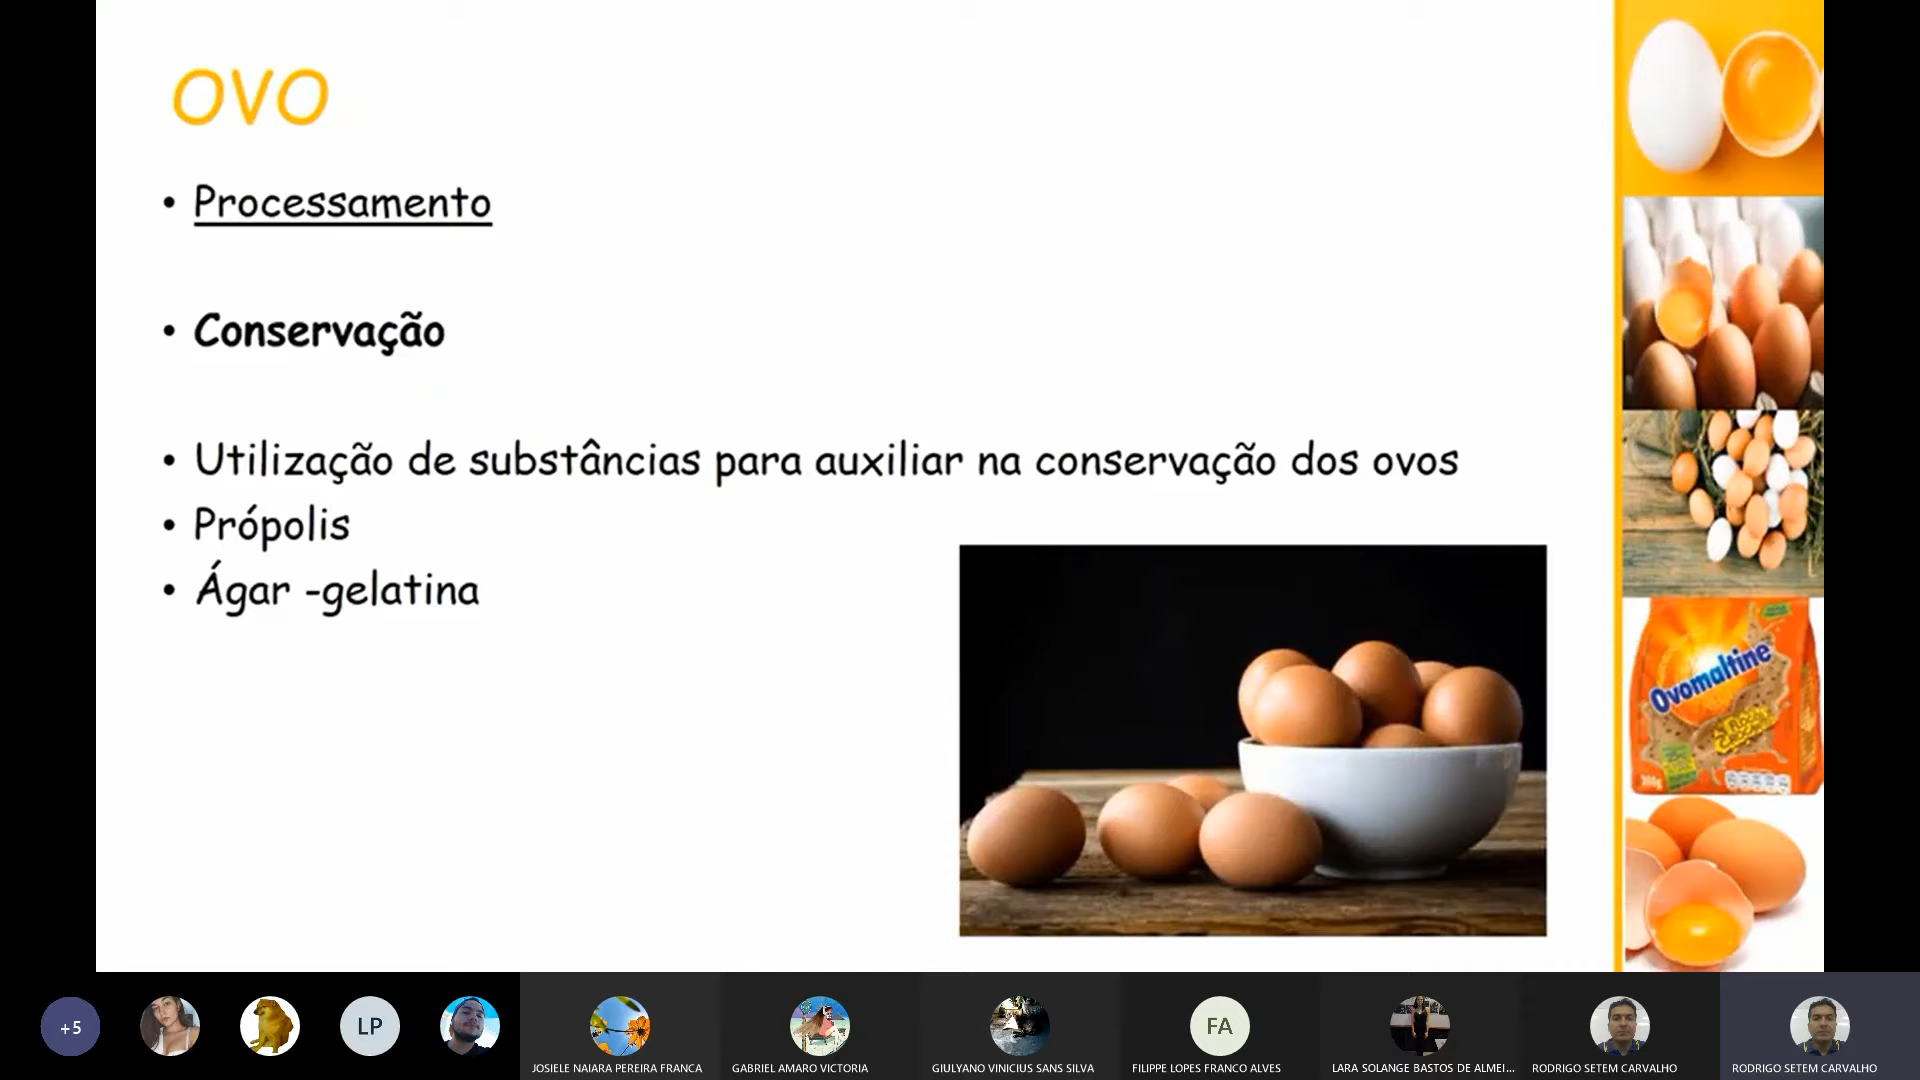 OVO
• Processamento
• Conservação
• Utilização de substâncias para auxiliar na conservação dos ovos
• Própolis
• Ágar -gelatina
Ovomaltine
+5
LP
FA
JOSIELE NAIARA PEREIRA FRANCA
GABRIEL AMARO VICTORIA
GIULYANO VINICIUS SANS SILVA
FILIPPE LOPES FRANCO ALVES
LARA SOLANGE BASTOS DE ALMEI...
RODRIGO SETEM CARVALHO
RODRIGO SETEM CARVALHO